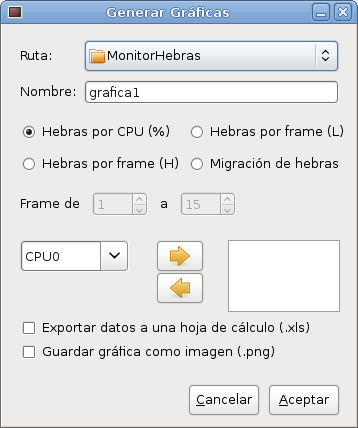 Generar Gráficas
Ruta: MonitorHebras
Nombre: grafica1
Hebras por CPU (%) Hebras por frame (L)
Hebras por frame (H) Migración de hebras
Frame de 1 a 15
CPU0
Exportar datos a una hoja de cálculo (.xls)
Guardar gráfica como imagen (.png)
Cancelar Aceptar